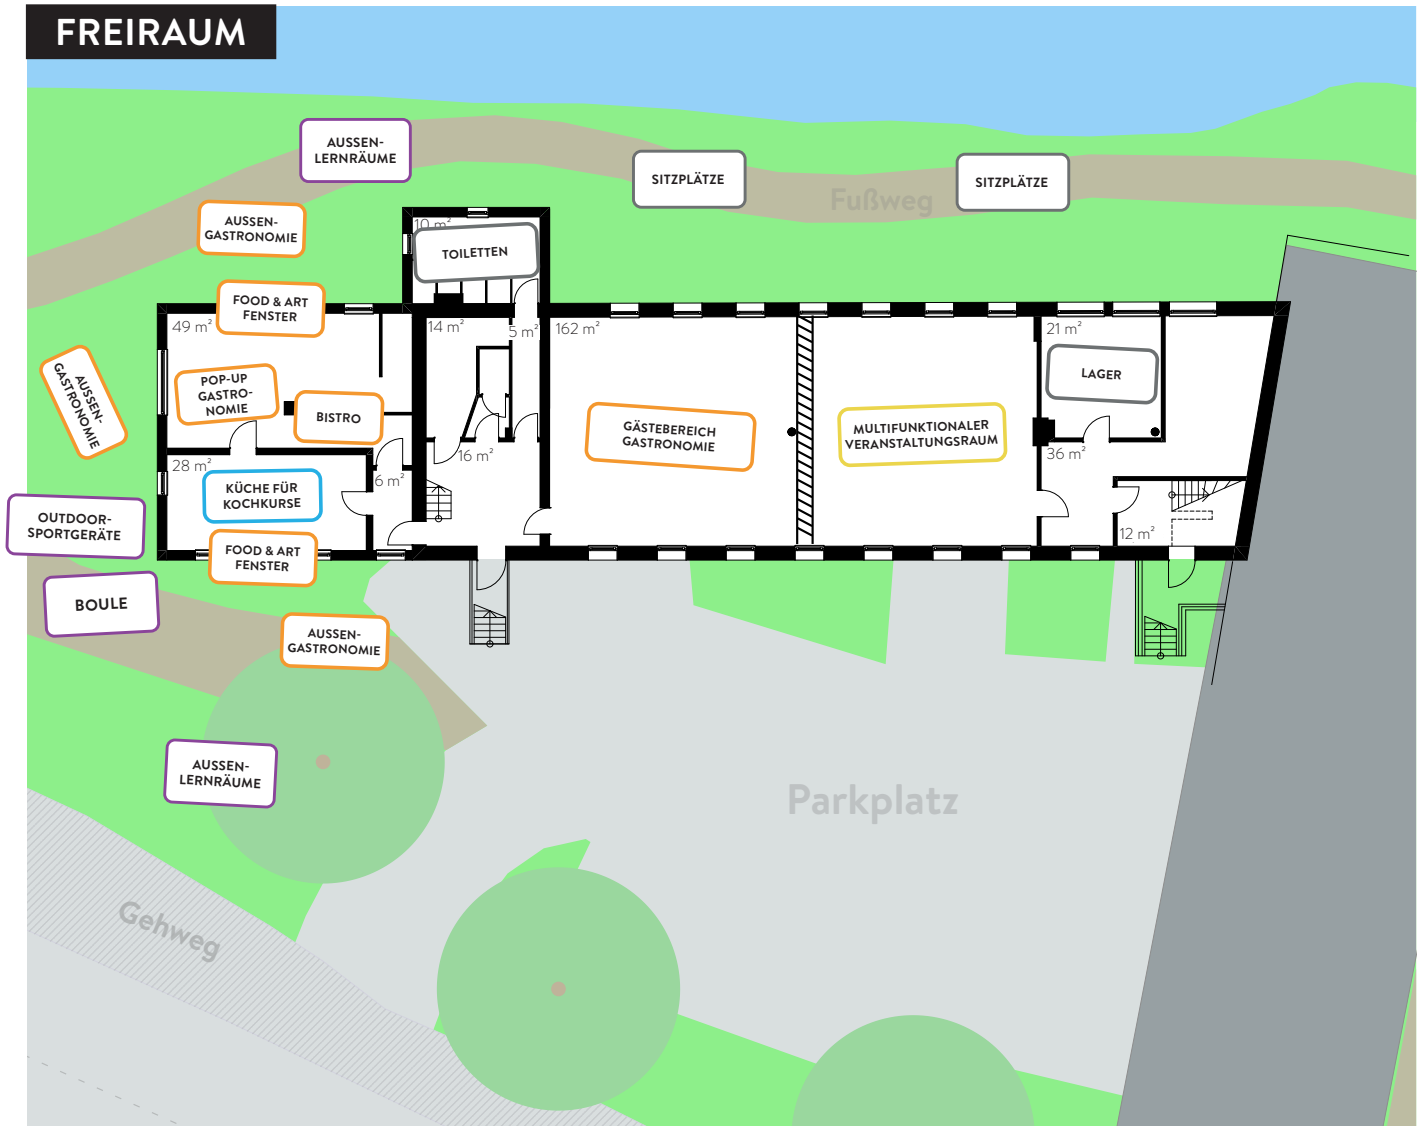 FREIRAUM
AUSSEN-
LERNRÄUME
SITZPLÄTZE
SITZPLÄTZE
Fußweg
AUSSEN-
GASTRONOMIE
10 m²
TOILETTEN
FOOD & ART
FENSTER
49 m²
14 m²
5 m²
162 m²
21 m²
AUSSEN-
GASTRONOMIE
POP-UP
GASTRO-
NOMIE
BISTRO
LAGER
GÄSTEBEREICH
GASTRONOMIE
MULTIFUNKTIONALER
VERANSTALTUNGSRAUM
28 m²
6 m²
16 m²
36 m²
KÜCHE FÜR
KOCHKURSE
12 m²
OUTDOOR-
SPORTGERÄTE
FOOD & ART
FENSTER
BOULE
AUSSEN-
GASTRONOMIE
AUSSEN-
LERNRÄUME
Parkplatz
Gehweg